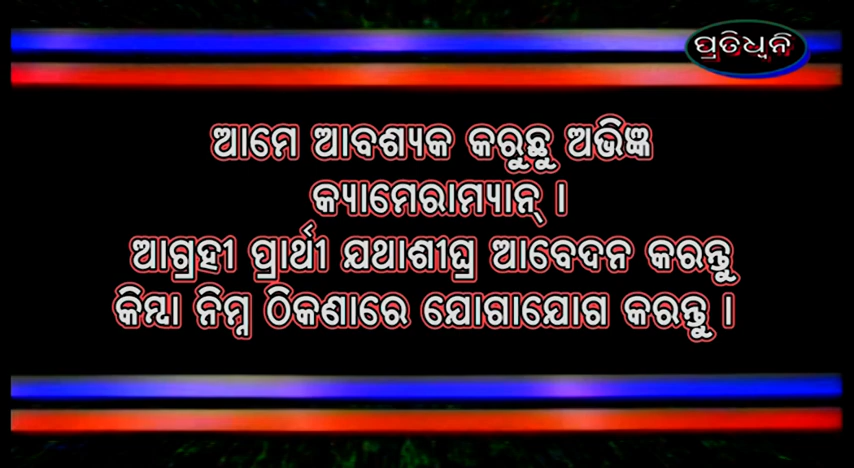 ପ୍ରତିଧ୍ୱନି
ଆମେ ଆବଶ୍ୟକ କରୁଛୁ ଅଭିଜ୍ଞ
କ୍ୟାମେରାମ୍ୟାନ୍ ।
ଆଗ୍ରହୀ ପ୍ରାର୍ଥୀ ଯଥାଶୀଘ୍ର ଆବେଦନ କରନ୍ତୁ
କିମ୍ବା ନିମ୍ନ ଠିକଣାରେ ଯୋଗାଯୋଗ କରନ୍ତୁ ।